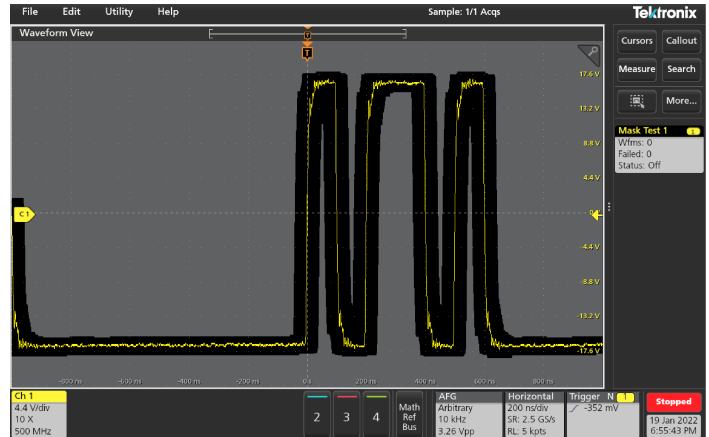 File Edit Utility Help Sample: 1/1 Acqs Tektronix
Waveform View
T
T
Cursors Callout
Measure Search
More...
Mask Test 1 1
Wfms: 0
Failed: 0
Status: Off
17.6 V
13.2 V
8.8 V
4.4 V
C 1
-4.4 V
-8.8 V
-13.2 V
-17.6 V
-800 ns -600 ns -400 ns -200 ns 0 s 200 ns 400 ns 600 ns 800 ns
Ch 1
4.4 V/div
10 X
500 MHz
2 3 4
Math
Ref
Bus
AFG
Arbitrary
10 kHz
3.26 Vpp
Horizontal
200 ns/div
SR: 2.5 GS/s
RL: 5 kpts
Trigger N 1
-352 mV
Stopped
19 Jan 2022
6:55:43 PM